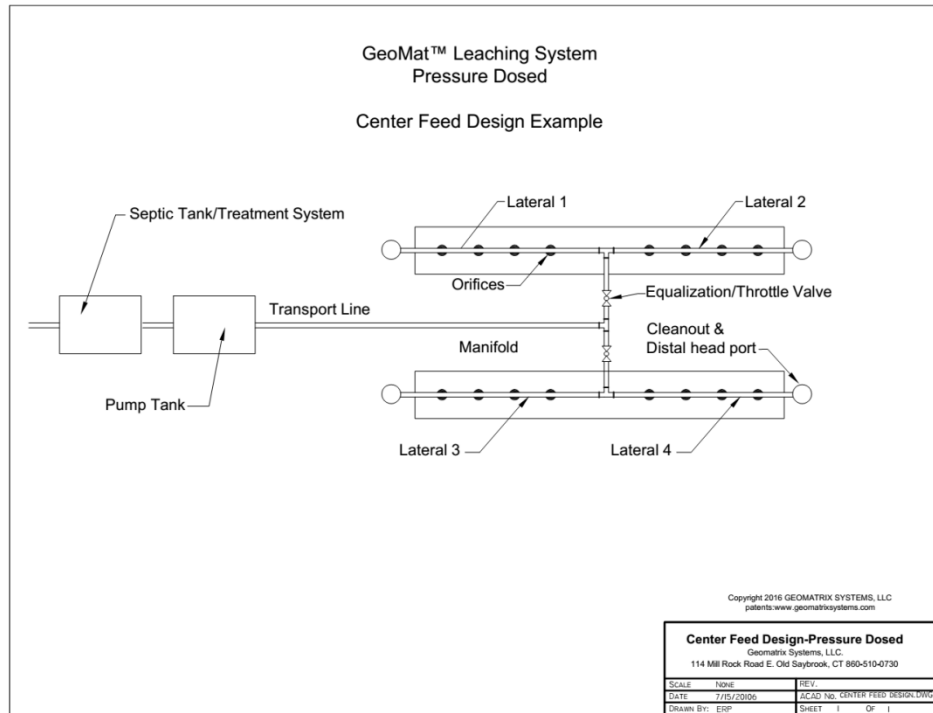 GeoMat™ Leaching System
Pressure Dosed
Center Feed Design Example
Septic Tank/Treatment System
Lateral 1
Lateral 2
Orifices
Equalization/Throttle Valve
Transport Line
Manifold
Cleanout &
Distal head port
Pump Tank
Lateral 3
Lateral 4
Copyright 2016 GEOMATRIX SYSTEMS, LLC
patents:www.geomatrixsystems.com
Center Feed Design-Pressure Dosed
Geomatrix Systems, LLC.
114 Mill Rock Road E. Old Saybrook, CT 860-510-0730
SCALE NONE REV.
DATE 7/15/20106 ACAD NO. CENTER FEED DESIGN.DWG
DRAWN BY: ERP SHEET 1 OF 1